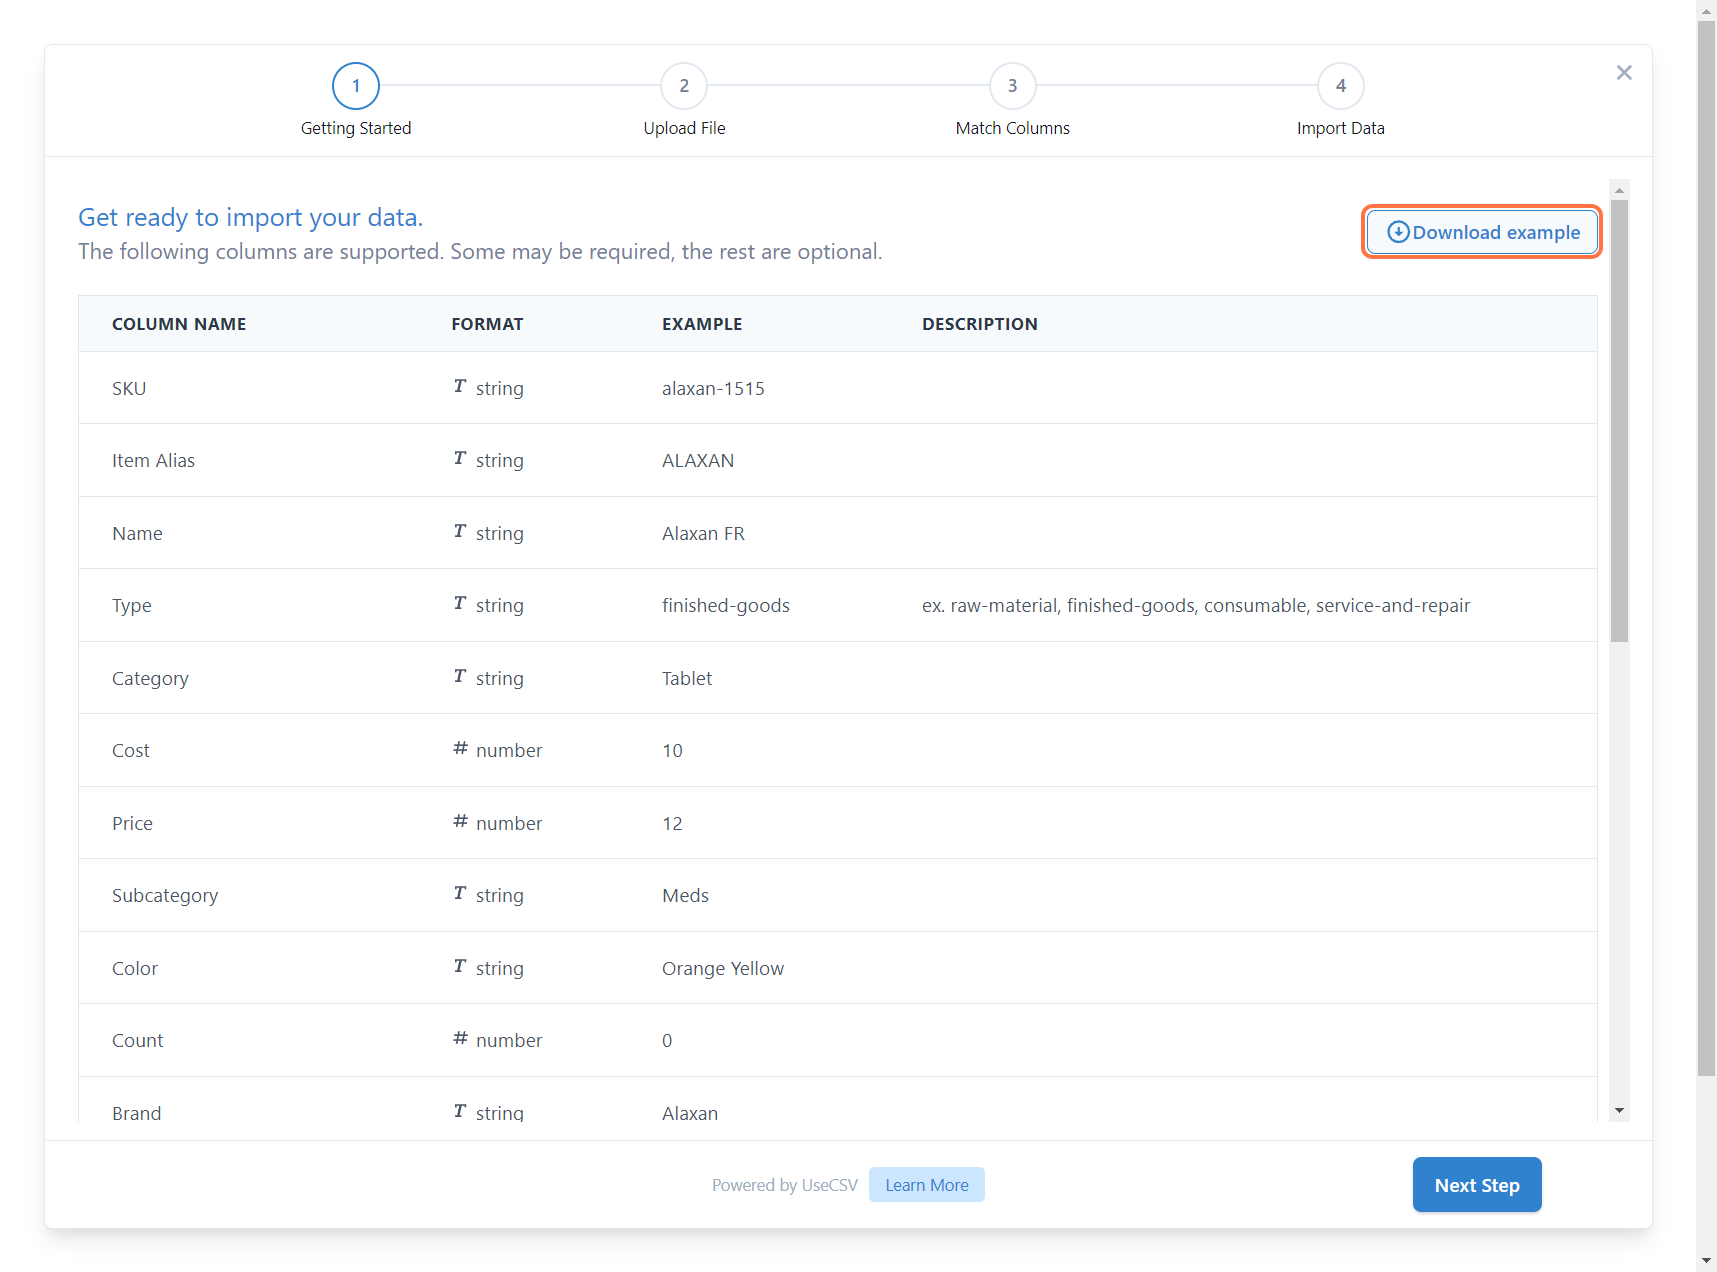 1
2
3
4
Getting Started
Upload File
Match Columns
Import Data
Get ready to import your data.
The following columns are supported. Some may be required, the rest are optional.
Download example
COLUMN NAME FORMAT EXAMPLE DESCRIPTION
SKU T string alaxan-1515
Item Alias T string ALAXAN
Name T string Alaxan FR
Type T string finished-goods ex. raw-material, finished-goods, consumable, service-and-repair
Category T string Tablet
Cost # number 10
Price # number 12
Subcategory T string Meds
Color T string Orange Yellow
Count # number 0
Brand T string Alaxan
Powered by UseCSV Learn More
Next Step